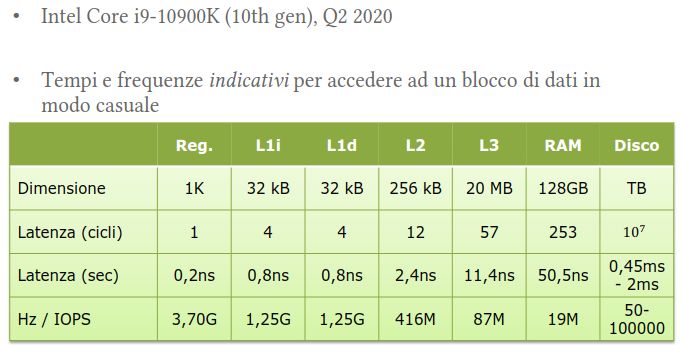 • Intel Core i9-10900K (10th gen), Q2 2020
• Tempi e frequenze indicativi per accedere ad un blocco di dati in
modo casuale
Reg. L1i L1d L2 L3 RAM Disco
Dimensione 1K 32 kB 32 kB 256 kB 20 MB 128GB TB
Latenza (cicli) 1 4 4 12 57 253 10⁷
Latenza (sec) 0,2ns 0,8ns 0,8ns 2,4ns 11,4ns 50,5ns 0,45ms
- 2ms
Hz / IOPS 3,70G 1,25G 1,25G 416M 87M 19M 50-
100000